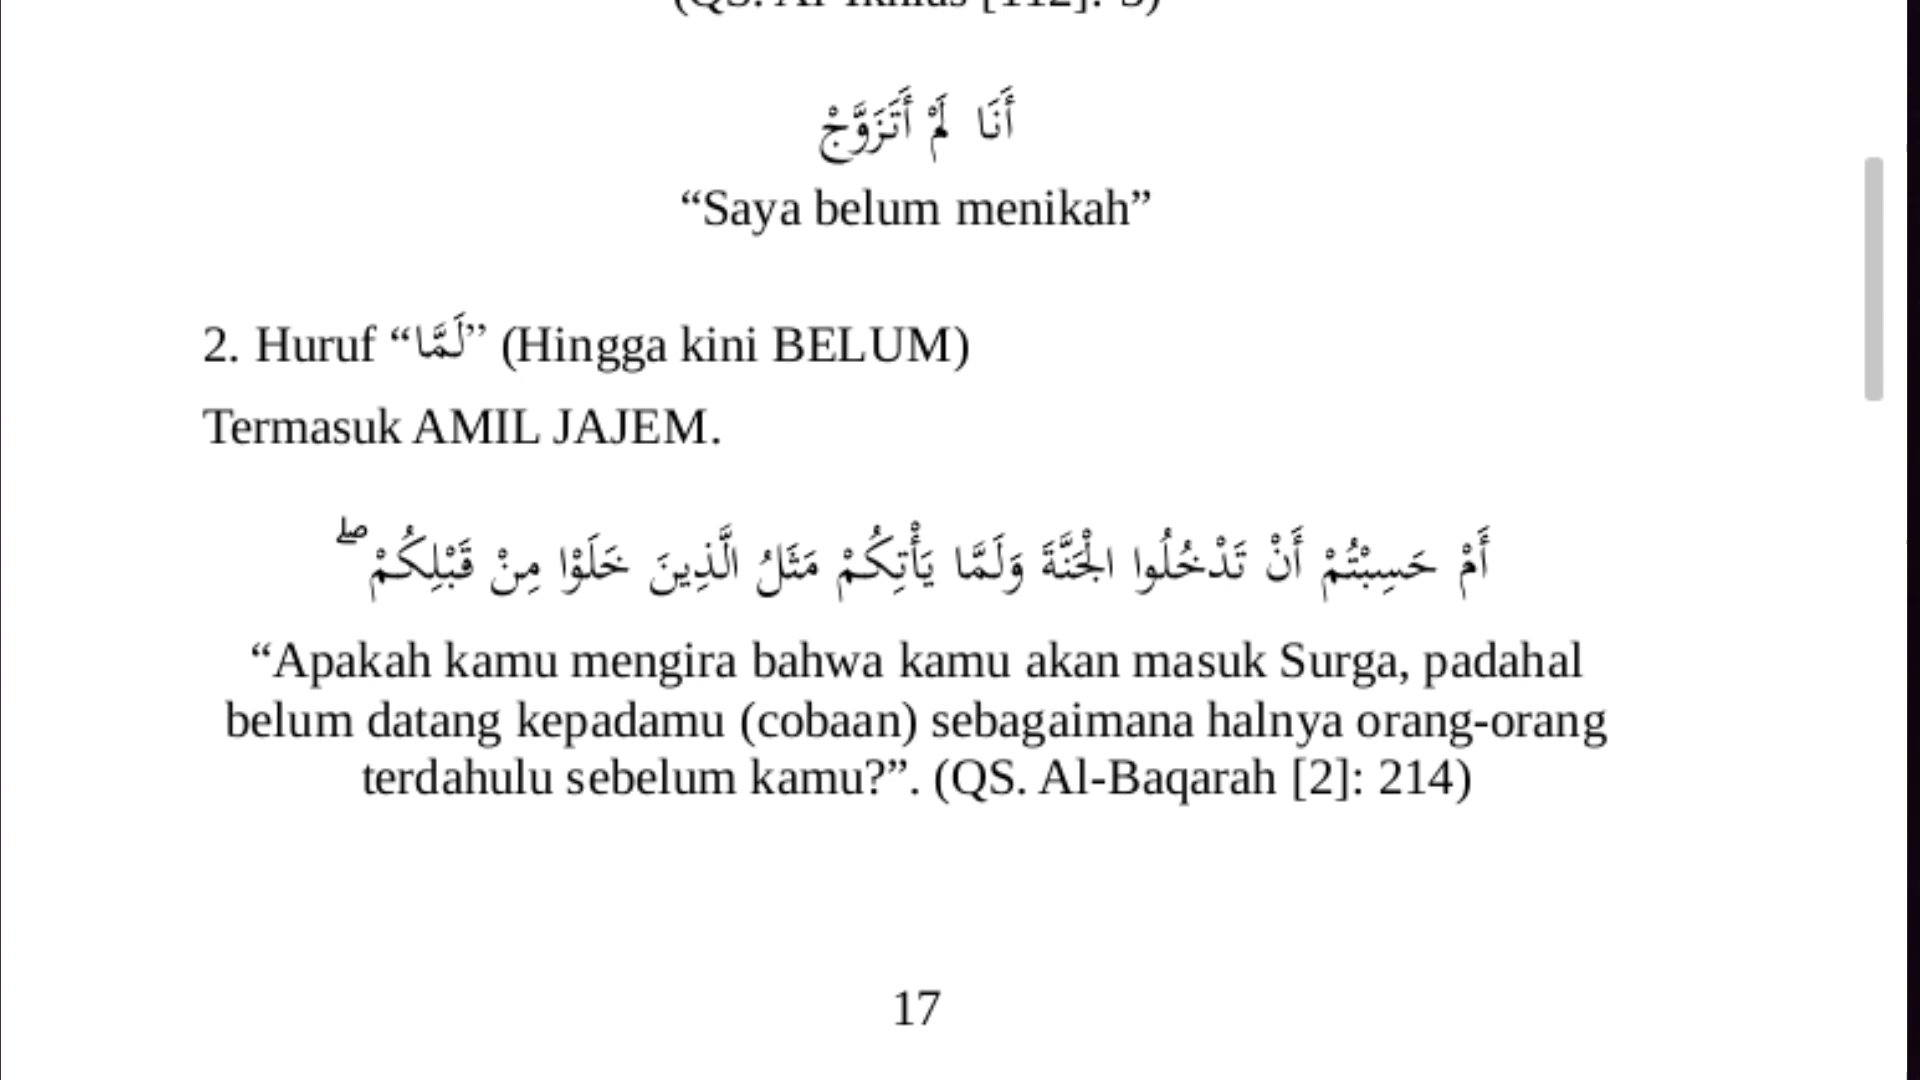 أَنَا لَمْ أَتَزَوَّجْ
“Saya belum menikah”
2. Huruf “لَمَّا” (Hingga kini BELUM)
Termasuk AMIL JAJEM.
أَمْ حَسِبْتُمْ أَنْ تَدْخُلُوا الْجَنَّةَ وَلَمَّا يَأْتِكُمْ مَثَلُ الَّذِينَ خَلَوْا مِنْ قَبْلِكُمْ ۖ
“Apakah kamu mengira bahwa kamu akan masuk Surga, padahal
belum datang kepadamu (cobaan) sebagaimana halnya orang-orang
terdahulu sebelum kamu?”. (QS. Al-Baqarah [2]: 214)
17